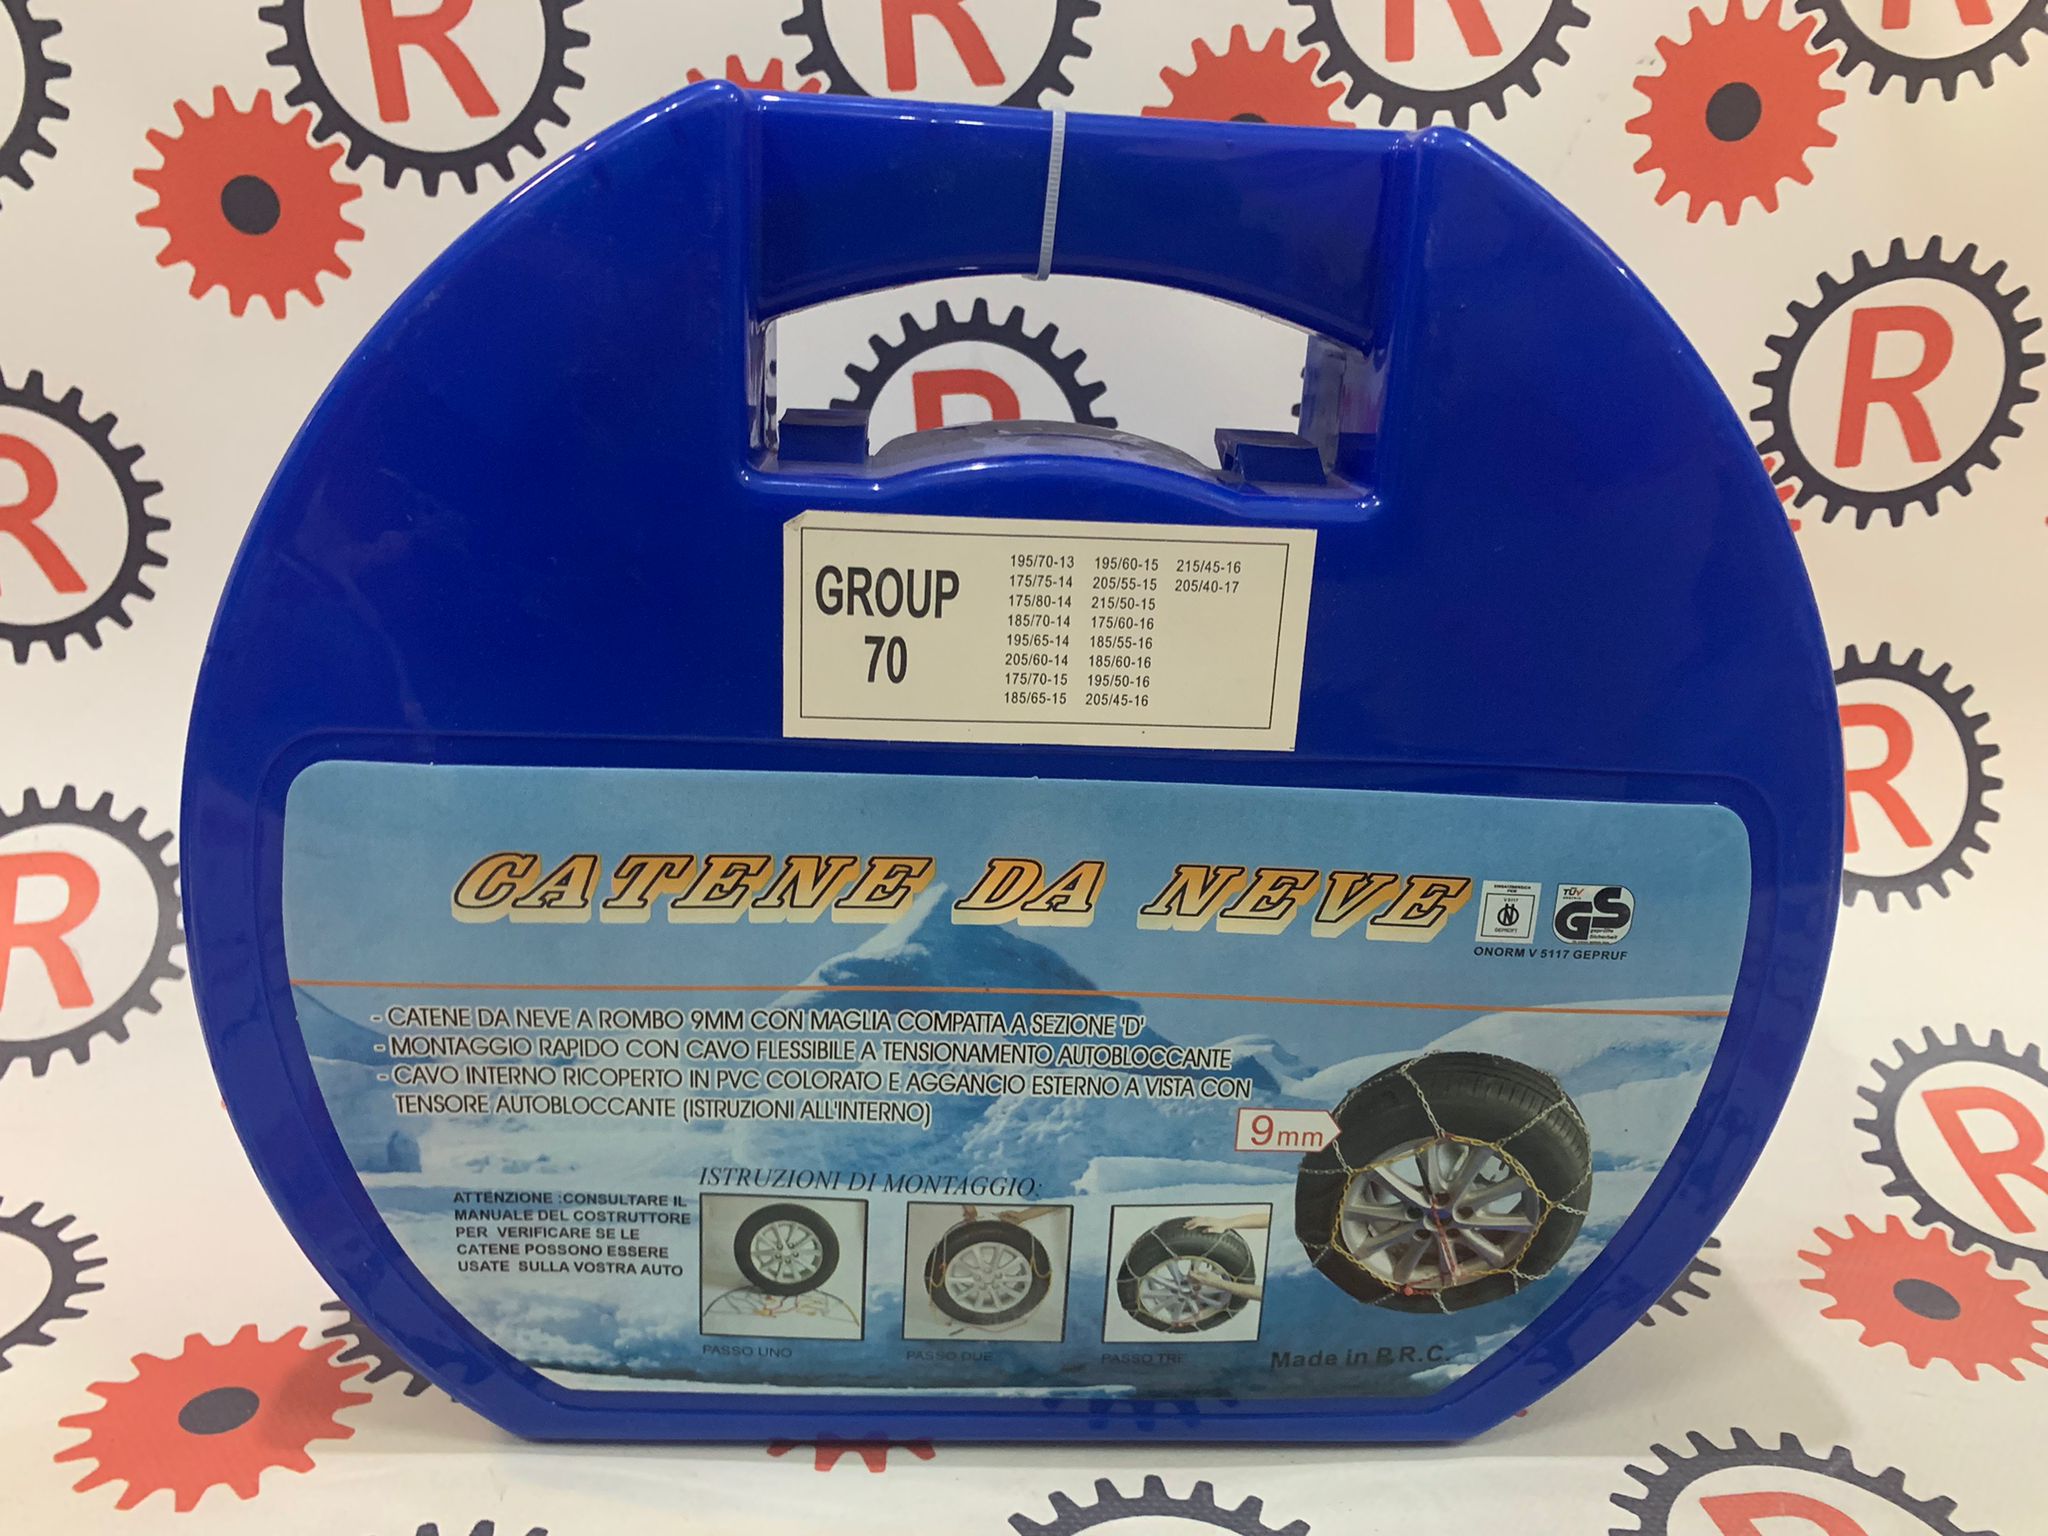 GROUP
70
195/70-13 195/60-15 215/45-16
175/75-14 205/55-15 205/40-17
175/80-14 215/50-15
185/70-14 175/60-16
195/65-14 185/55-16
205/60-14 185/60-16
175/70-15 195/50-16
185/65-15 205/45-16
CATENE DA NEVE
V 5117
GEPRÜFT
TÜV
GS
geprüfte
Sicherheit
ONORM V 5117 GEPRUF
- CATENE DA NEVE A ROMBO 9MM CON MAGLIA COMPATTA A SEZIONE 'D'
- MONTAGGIO RAPIDO CON CAVO FLESSIBILE A TENSIONAMENTO AUTOBLOCCANTE
- CAVO INTERNO RICOPERTO IN PVC COLORATO E AGGANCIO ESTERNO A VISTA CON
TENSORE AUTOBLOCCANTE (ISTRUZIONI ALL'INTERNO)
9mm
ISTRUZIONI DI MONTAGGIO:
ATTENZIONE :CONSULTARE IL
MANUALE DEL COSTRUTTORE
PER VERIFICARE SE LE
CATENE POSSONO ESSERE
USATE SULLA VOSTRA AUTO
PASSO UNO
PASSO DUE
PASSO TRE
Made in P.R.C.
R
R
R
R
R
R
R
R
R
R
R
R